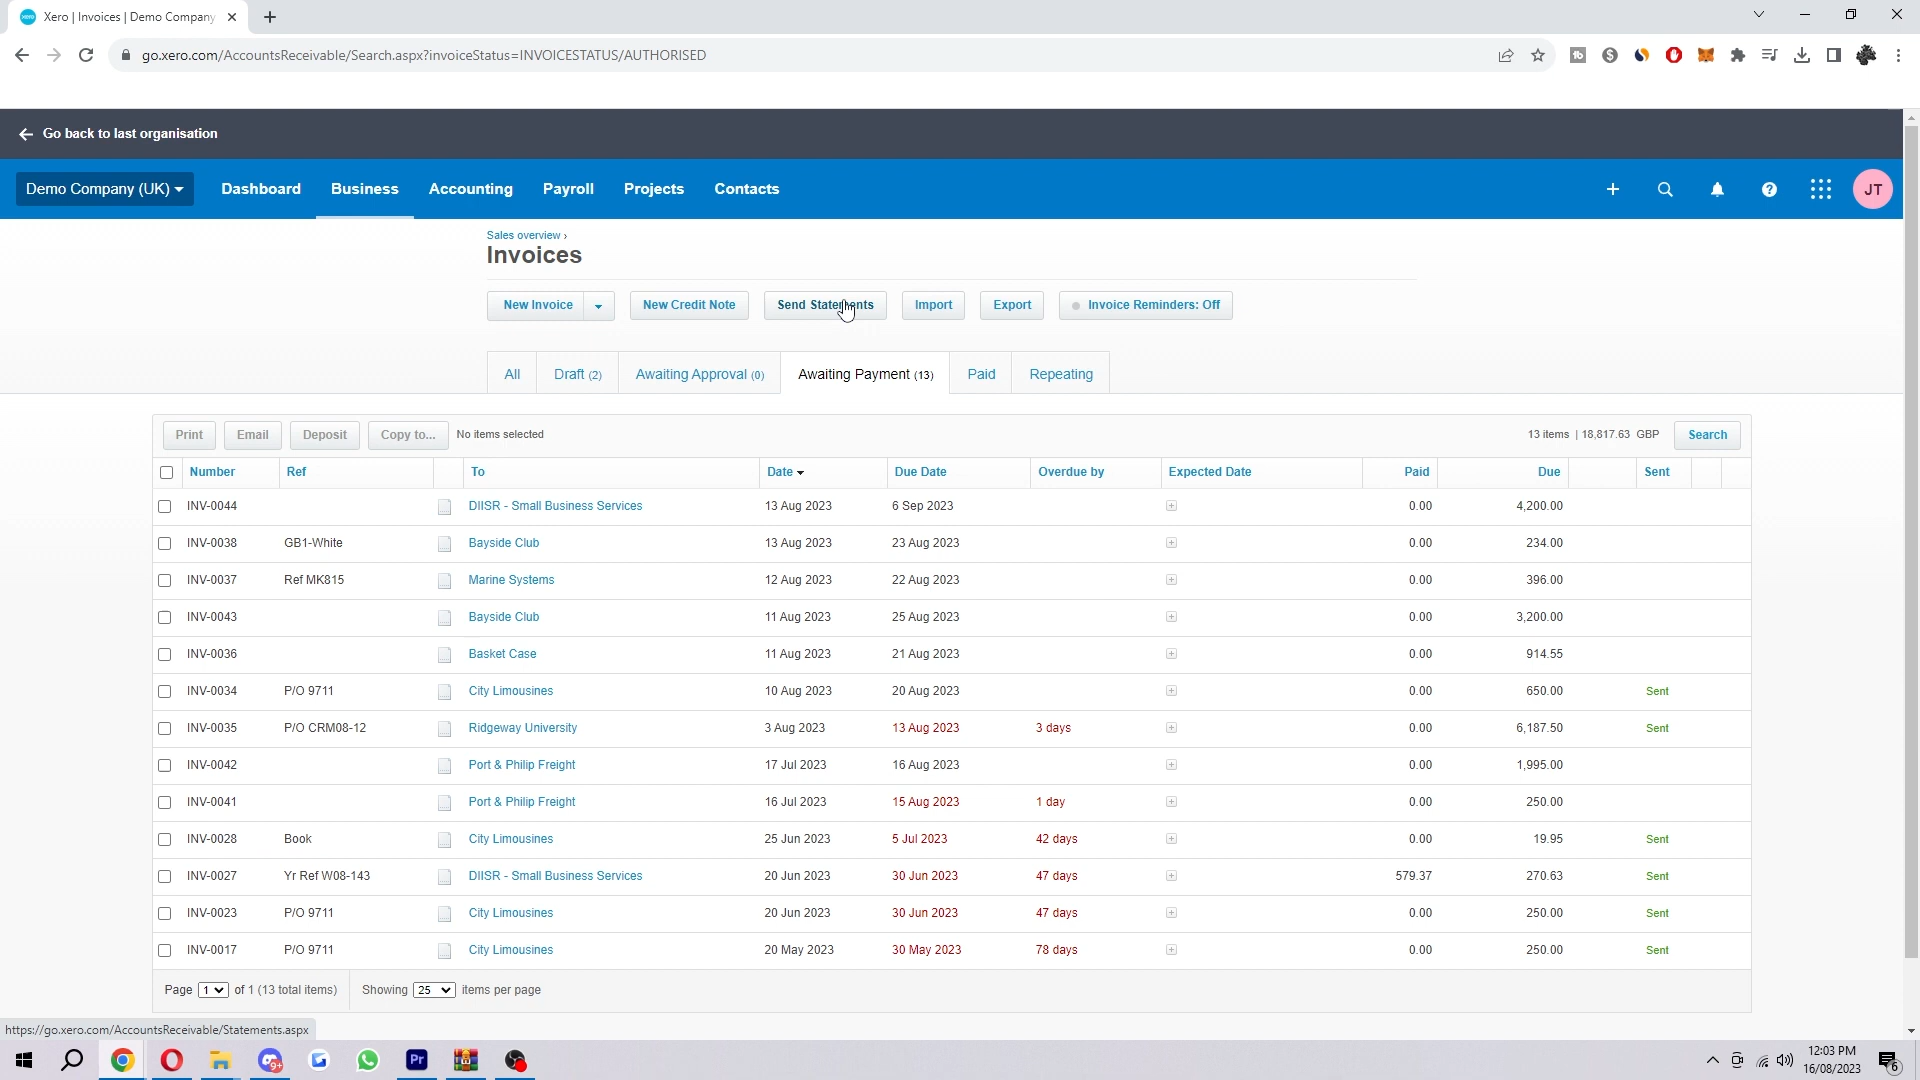 Xero | Invoices | Demo Company
go.xero.com/AccountsReceivable/Search.aspx?invoiceStatus=INVOICESTATUS/AUTHORISED
Go back to last organisation
Demo Company (UK) Dashboard Business Accounting Payroll Projects Contacts JT
Sales overview ›
Invoices
New Invoice New Credit Note Send Statements Import Export Invoice Reminders: Off
All Draft (2) Awaiting Approval (0) Awaiting Payment (13) Paid Repeating
Print Email Deposit Copy to... No items selected 13 items | 18,817.63 GBP Search
Number Ref To Date Due Date Overdue by Expected Date Paid Due Sent
INV-0044 DIISR - Small Business Services 13 Aug 2023 6 Sep 2023 0.00 4,200.00
INV-0038 GB1-White Bayside Club 13 Aug 2023 23 Aug 2023 0.00 234.00
INV-0037 Ref MK815 Marine Systems 12 Aug 2023 22 Aug 2023 0.00 396.00
INV-0043 Bayside Club 11 Aug 2023 25 Aug 2023 0.00 3,200.00
INV-0036 Basket Case 11 Aug 2023 21 Aug 2023 0.00 914.55
INV-0034 P/O 9711 City Limousines 10 Aug 2023 20 Aug 2023 0.00 650.00 Sent
INV-0035 P/O CRM08-12 Ridgeway University 3 Aug 2023 13 Aug 2023 3 days 0.00 6,187.50 Sent
INV-0042 Port & Philip Freight 17 Jul 2023 16 Aug 2023 0.00 1,995.00
INV-0041 Port & Philip Freight 16 Jul 2023 15 Aug 2023 1 day 0.00 250.00
INV-0028 Book City Limousines 25 Jun 2023 5 Jul 2023 42 days 0.00 19.95 Sent
INV-0027 Yr Ref W08-143 DIISR - Small Business Services 20 Jun 2023 30 Jun 2023 47 days 579.37 270.63 Sent
INV-0023 P/O 9711 City Limousines 20 Jun 2023 30 Jun 2023 47 days 0.00 250.00 Sent
INV-0017 P/O 9711 City Limousines 20 May 2023 30 May 2023 78 days 0.00 250.00 Sent
Page 1 of 1 (13 total items) Showing 25 items per page
https://go.xero.com/AccountsReceivable/Statements.aspx
9+ Pr 12:03 PM
16/08/2023 6